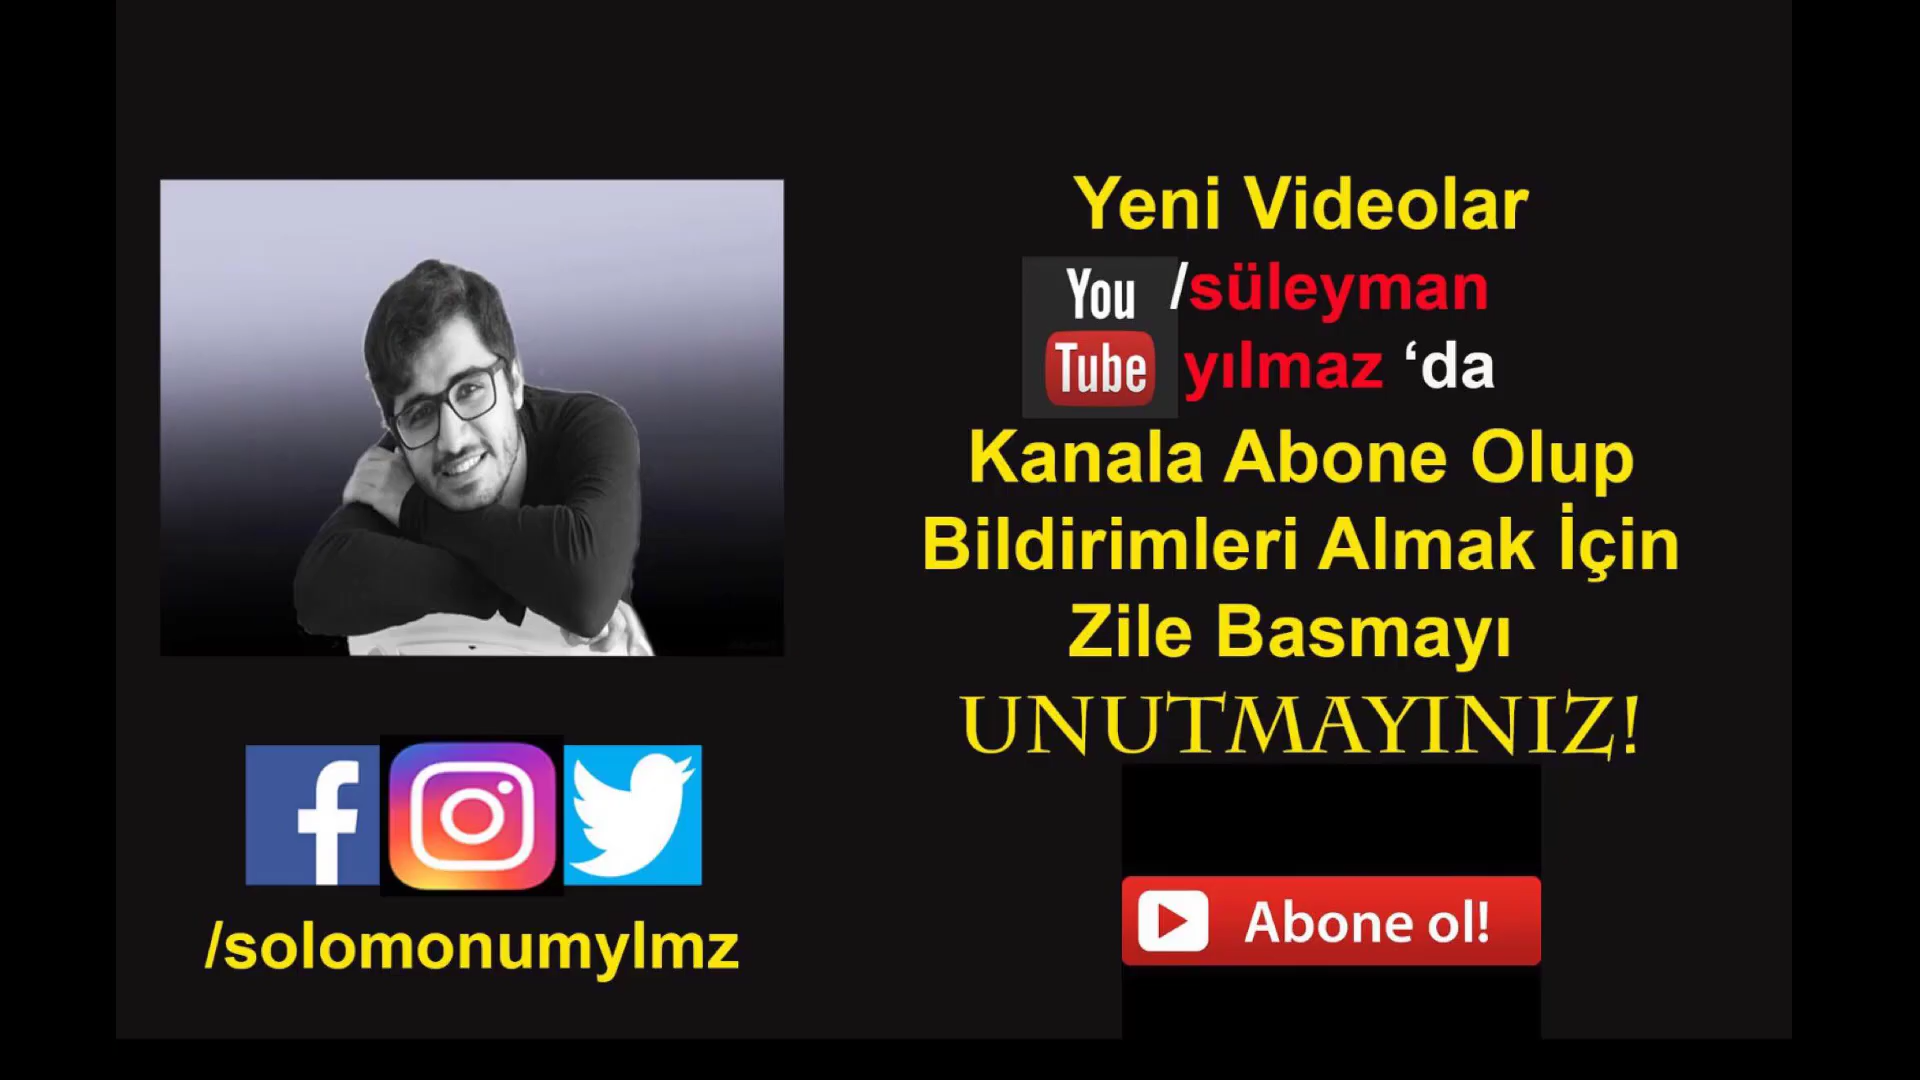 Yeni Videolar
You /süleyman
Tube yılmaz ‘da
Kanala Abone Olup
Bildirimleri Almak İçin
Zile Basmayı
UNUTMAYINIZ!
f
/solomonumylmz
Abone ol!